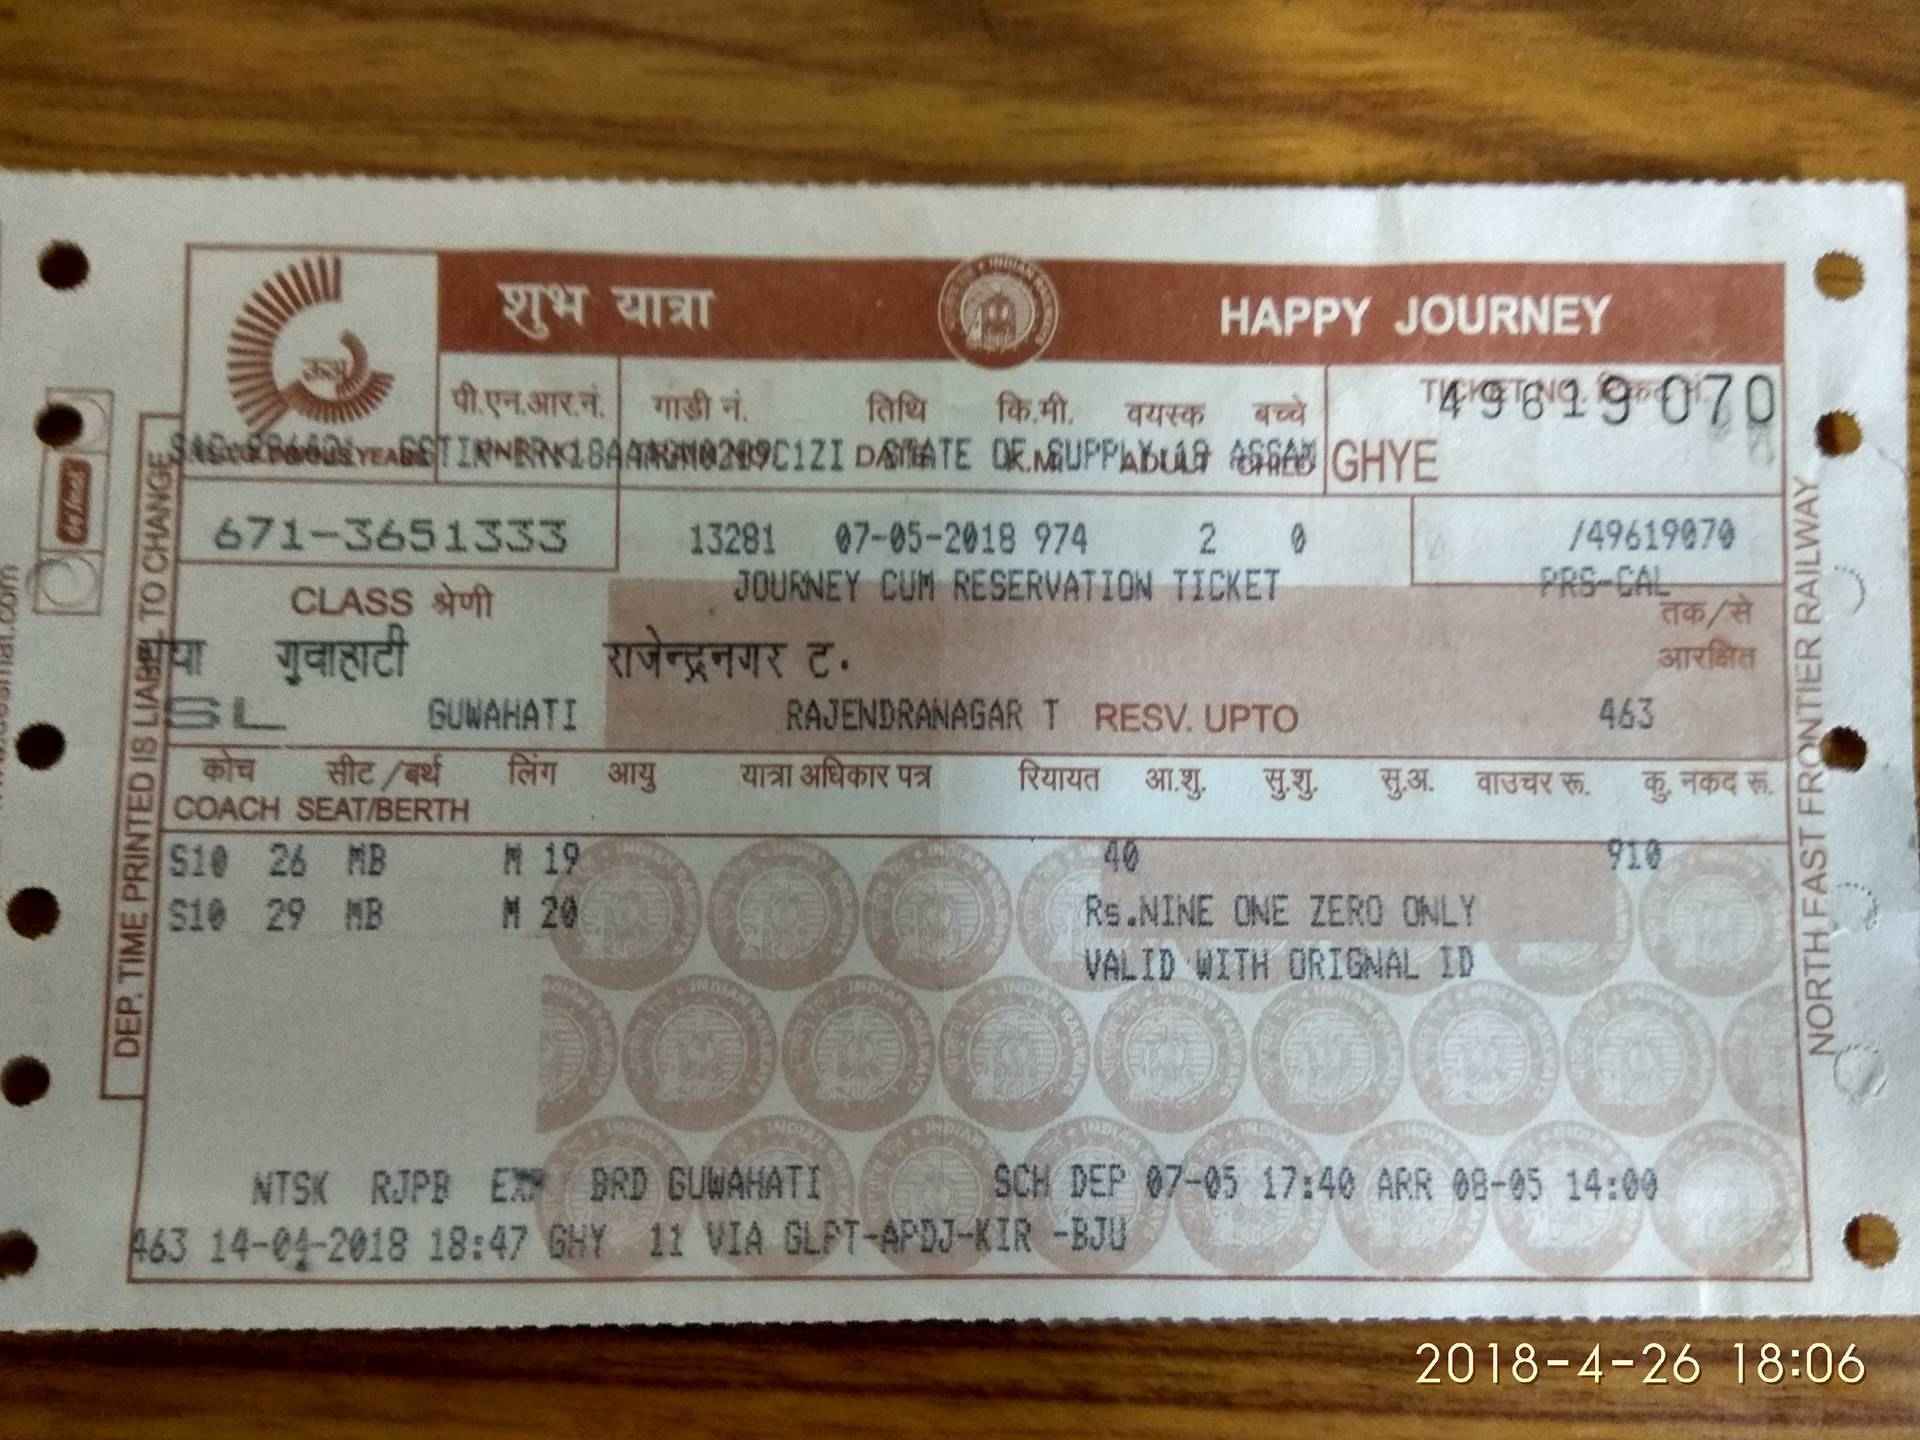 शुभ यात्रा HAPPY JOURNEY
पी.एन.आर.नं. गाडी नं. तिथि कि.मी. वयस्क बच्चे TICKET NO. 49619070
GSTIN 18AAAGM0289C1ZI STATE OF SUPPLY:18 ASSAM GHYE
671-3651333 13281 07-05-2018 974 2 0 /49619070
JOURNEY CUM RESERVATION TICKET PRS-CAL
CLASS श्रेणी तक/से
गुवाहाटी राजेन्द्रनगर ट. आरक्षित
SL GUWAHATI RAJENDRANAGAR T RESV. UPTO 463
कोच सीट/बर्थ लिंग आयु यात्रा अधिकार पत्र रियायत आ.शु. सु.शु. सु.अ. वाउचर रू. कु. नकद रू.
COACH SEAT/BERTH
S10 26 MB M 19 40 910
S10 29 MB M 20 Rs.NINE ONE ZERO ONLY
VALID WITH ORIGNAL ID
NTSK RJPB EXP BRD GUWAHATI SCH DEP 07-05 17:40 ARR 08-05 14:00
463 14-04-2018 18:47 GHY 11 VIA GLPT-APDJ-KIR -BJU
DEP. TIME PRINTED IS LIABLE TO CHANGE
NORTH EAST FRONTIER RAILWAY
2018-4-26 18:06